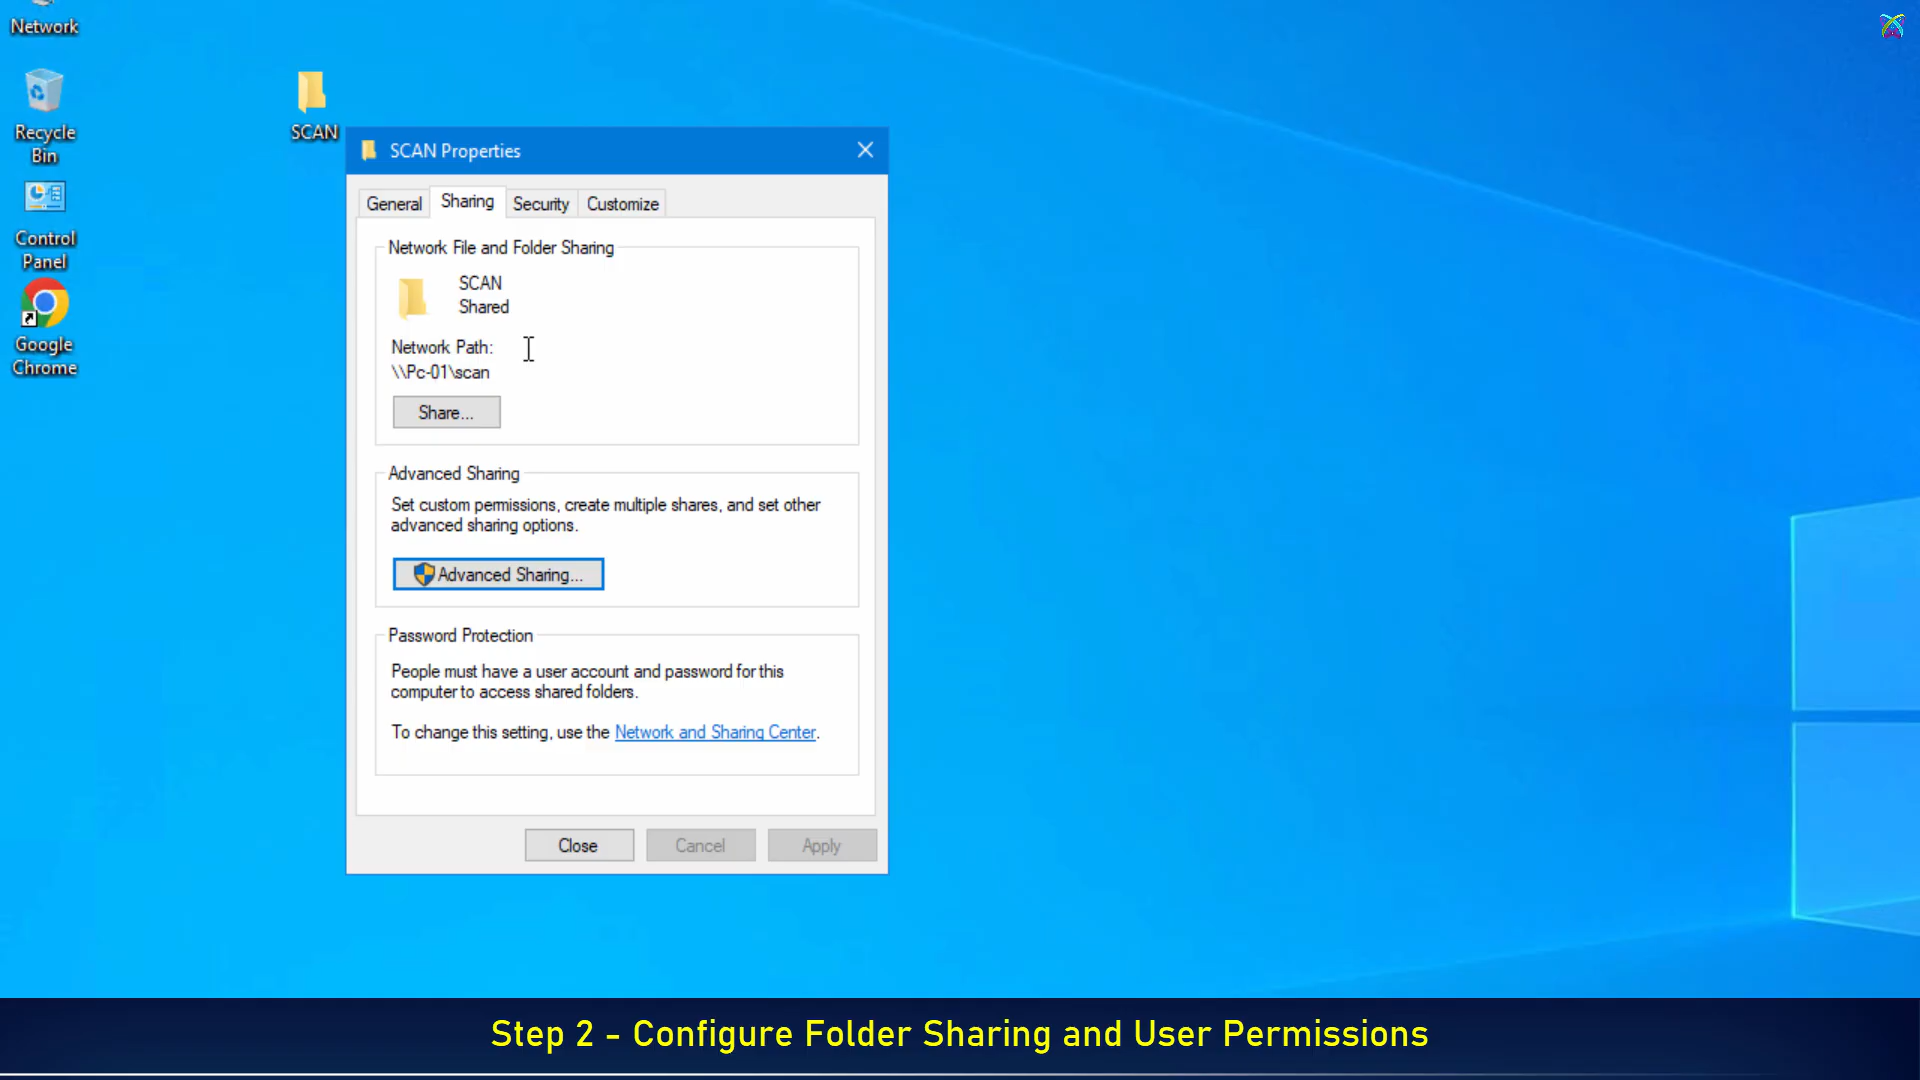 Network
Recycle
Bin
Control
Panel
Google
Chrome
SCAN
SCAN Properties
General
Sharing
Security
Customize
Network File and Folder Sharing
SCAN
Shared
Network Path:
\\Pc-01\scan
Share...
Advanced Sharing
Set custom permissions, create multiple shares, and set other
advanced sharing options.
Advanced Sharing...
Password Protection
People must have a user account and password for this
computer to access shared folders.
To change this setting, use the Network and Sharing Center.
Close
Cancel
Apply
Step 2 - Configure Folder Sharing and User Permissions